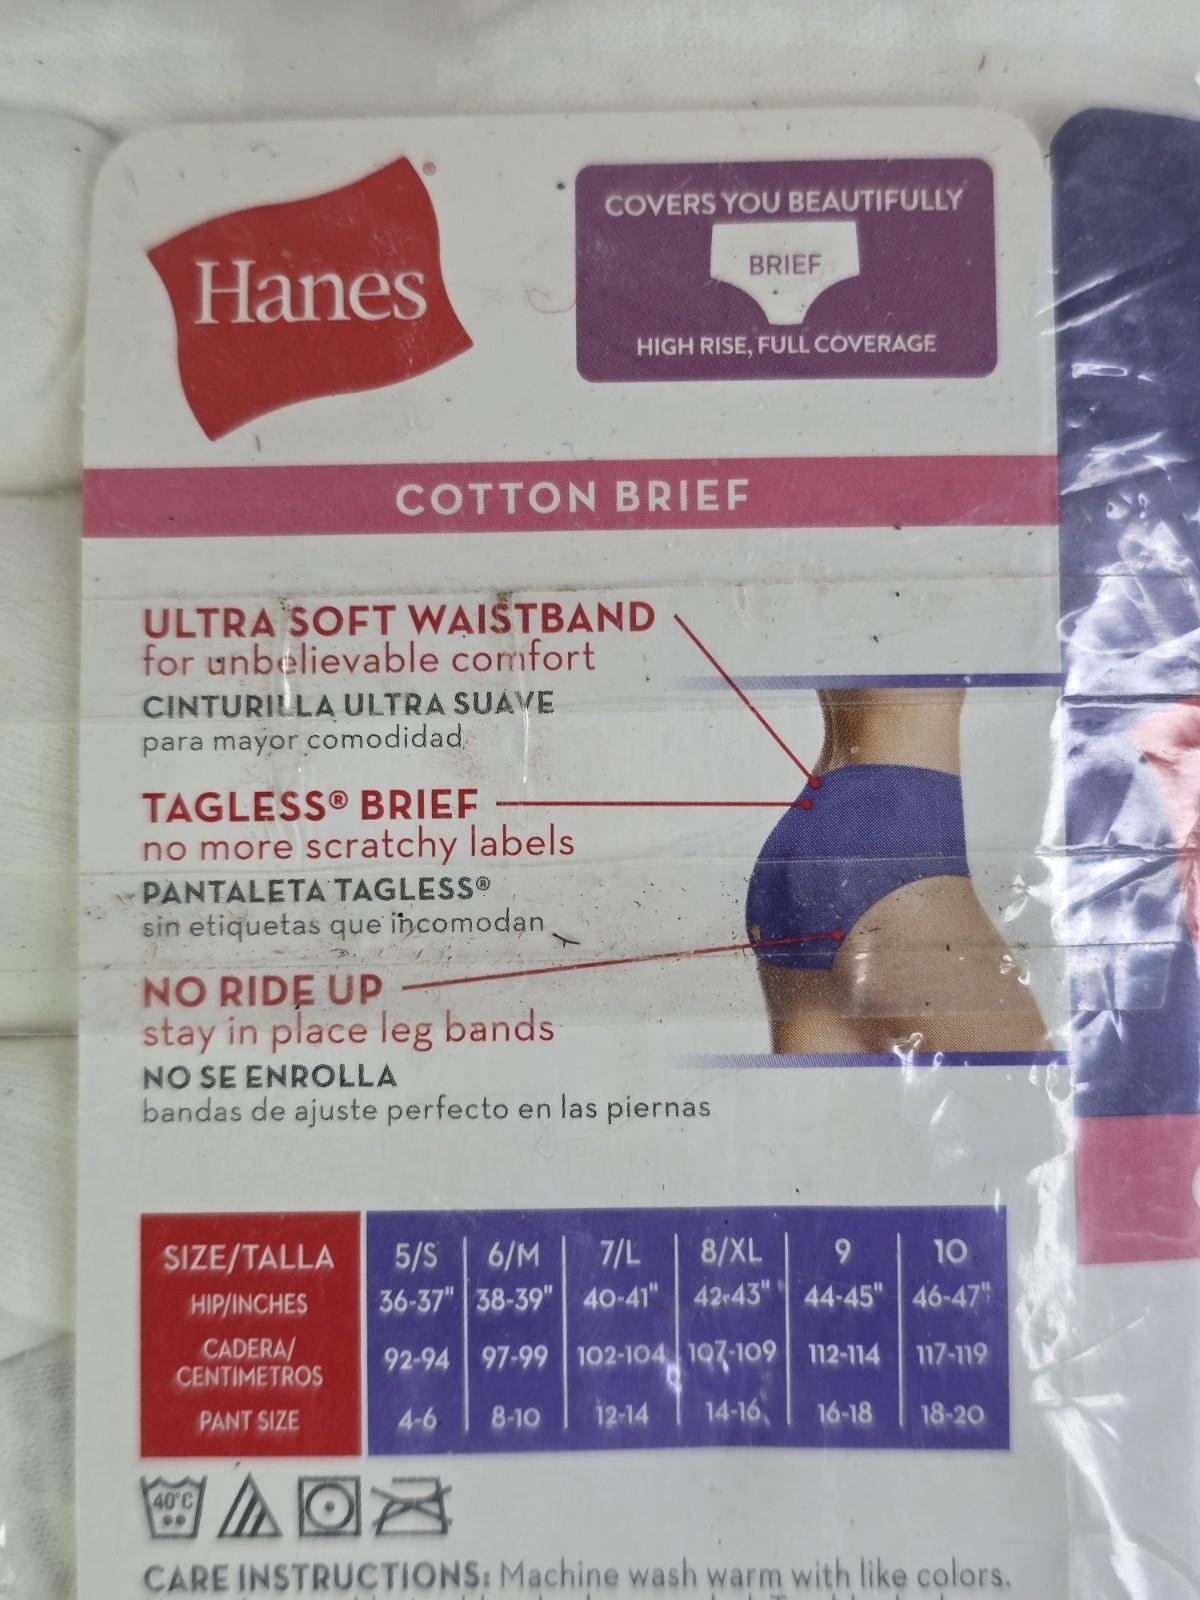 Hanes®
COVERS YOU BEAUTIFULLY
BRIEF
HIGH RISE, FULL COVERAGE
COTTON BRIEF
ULTRA SOFT WAISTBAND
for unbelievable comfort
CINTURILLA ULTRA SUAVE
para mayor comodidad
TAGLESS® BRIEF
no more scratchy labels
PANTALETA TAGLESS®
sin etiquetas que incomodan
NO RIDE UP
stay in place leg bands
NO SE ENROLLA
bandas de ajuste perfecto en las piernas
SIZE/TALLA 5/S 6/M 7/L 8/XL 9 10
HIP/INCHES 36-37" 38-39" 40-41" 42-43" 44-45" 46-47"
CADERA/
CENTIMETROS 92-94 97-99 102-104 107-109 112-114 117-119
PANT SIZE 4-6 8-10 12-14 14-16 16-18 18-20
40°C
CARE INSTRUCTIONS: Machine wash warm with like colors.